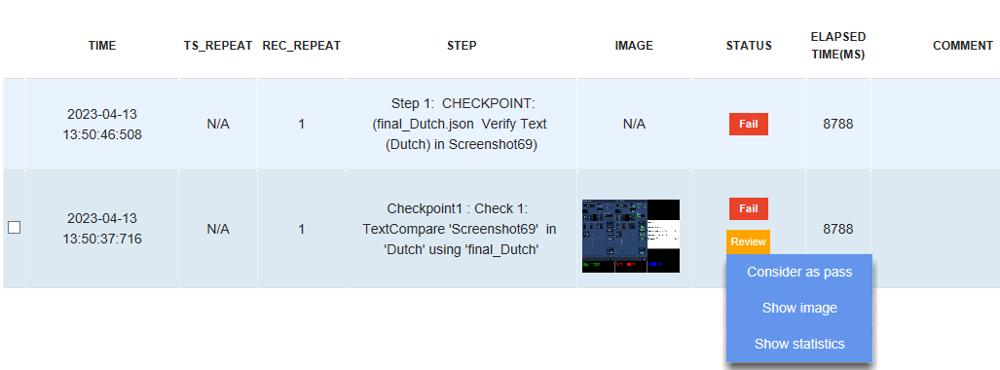 TIME TS_REPEAT REC_REPEAT STEP IMAGE STATUS ELAPSED TIME(MS) COMMENT
2023-04-13
13:50:46:508
N/A
1
Step 1: CHECKPOINT:
(final_Dutch.json Verify Text
(Dutch) in Screenshot69)
N/A
Fail
8788
2023-04-13
13:50:37:716
N/A
1
Checkpoint1 : Check 1:
TextCompare 'Screenshot69' in
'Dutch' using 'final_Dutch'
Fail
Review
8788
Consider as pass
Show image
Show statistics